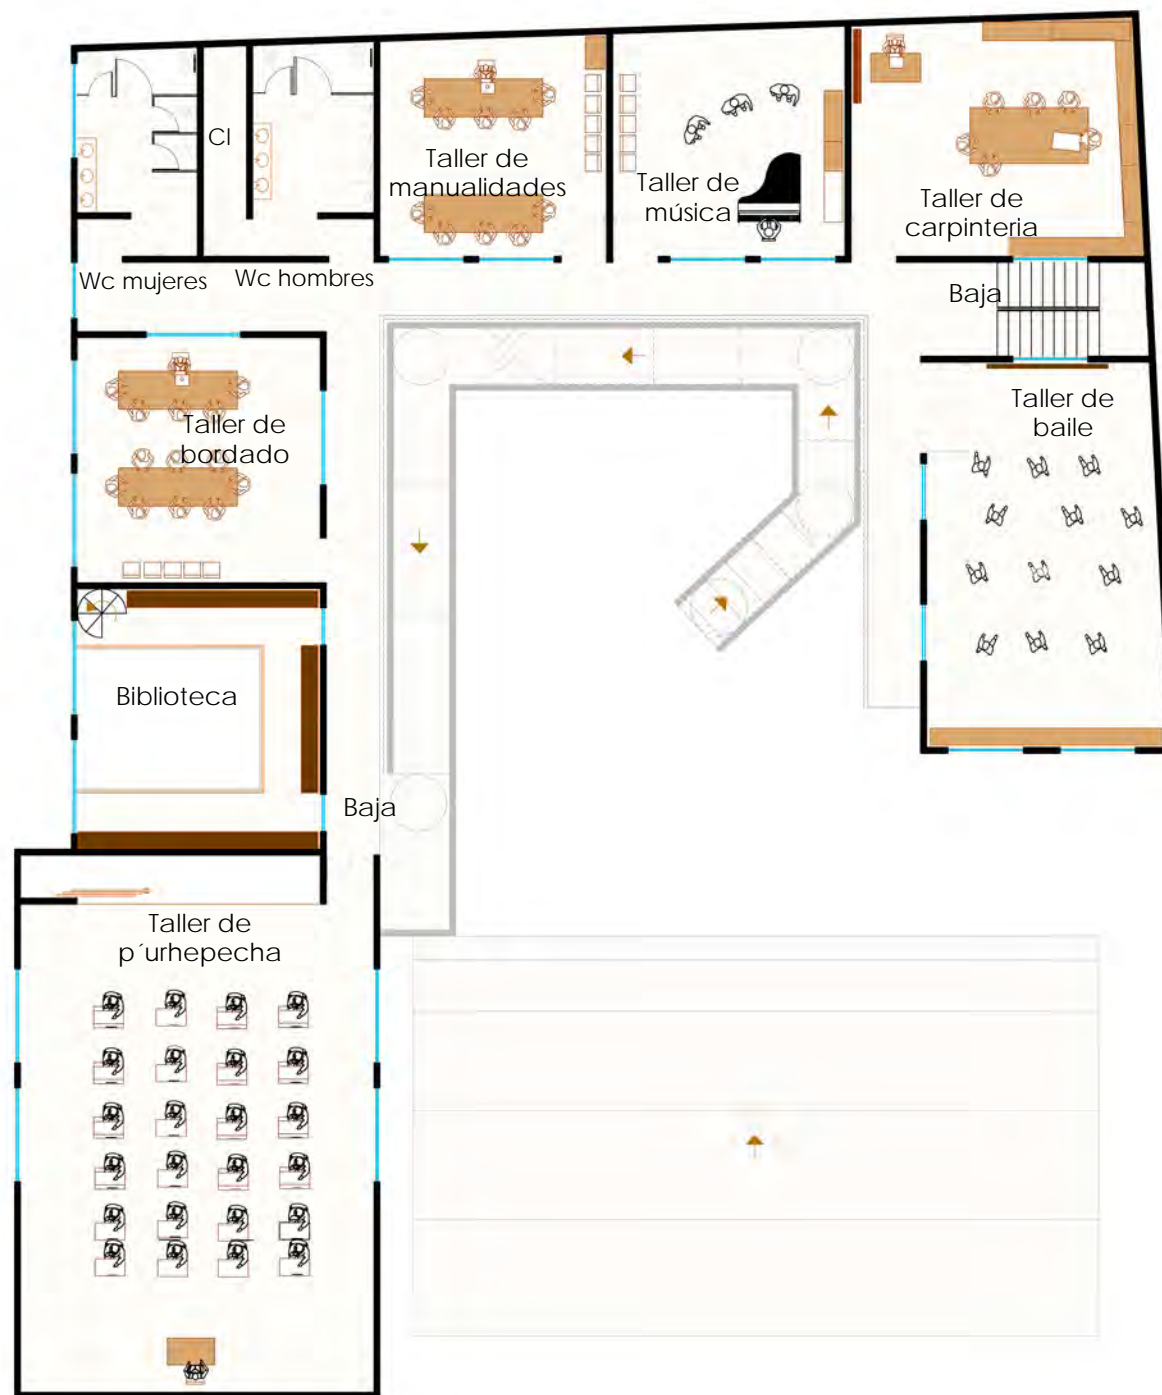 Cl
Taller de
manualidades
Taller de
música
Taller de
carpinteria
Wc mujeres
Wc hombres
Baja
Taller de
bordado
Taller de
baile
Biblioteca
Baja
Taller de
p´urhepecha